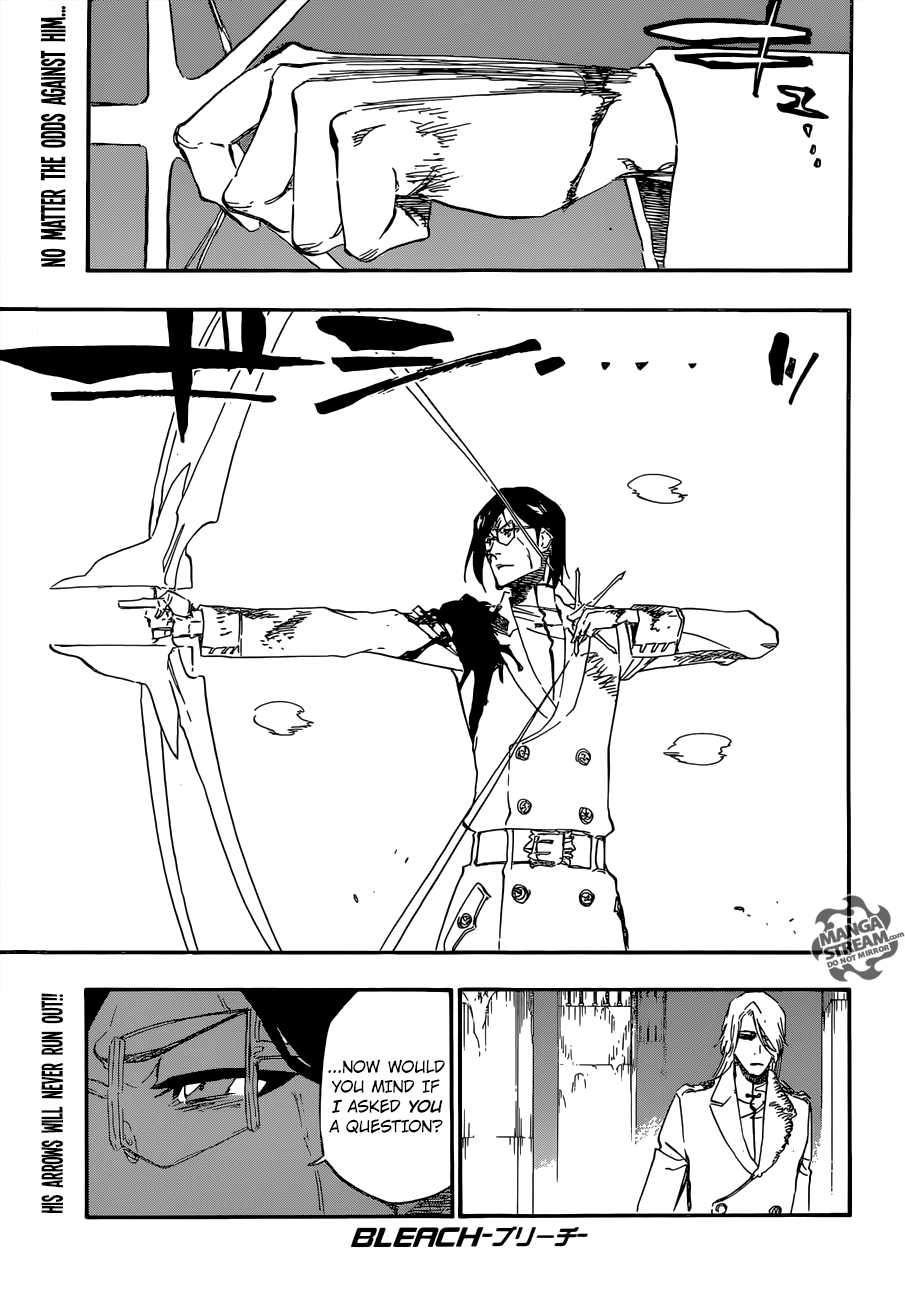 NO MATTER THE ODDS AGAINST HIM...
...NOW WOULD
YOU MIND IF
I ASKED YOU
A QUESTION?
HIS ARROWS WILL NEVER RUN OUT!!
MANGA
STREAM.com
DO NOT MIRROR
BLEACH-ブリーチ-